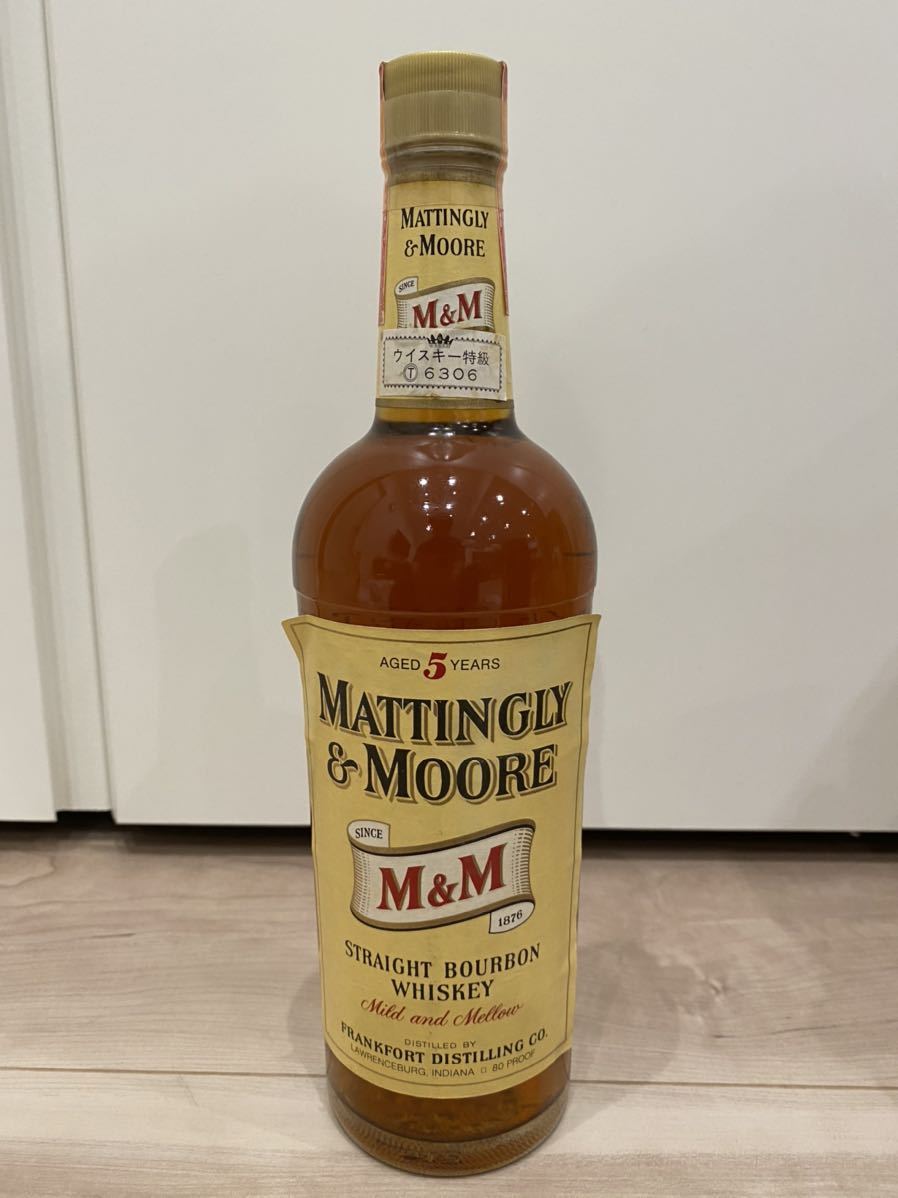 MATTINGLY
& MOORE
SINCE
M&M
ウイスキー特級
Ⓣ 6306
AGED 5 YEARS
MATTINGLY
& MOORE
SINCE
M&M
1876
STRAIGHT BOURBON
WHISKEY
Mild and Mellow
DISTILLED BY
FRANKFORT DISTILLING CO.
LAWRENCEBURG, INDIANA □ 80 PROOF